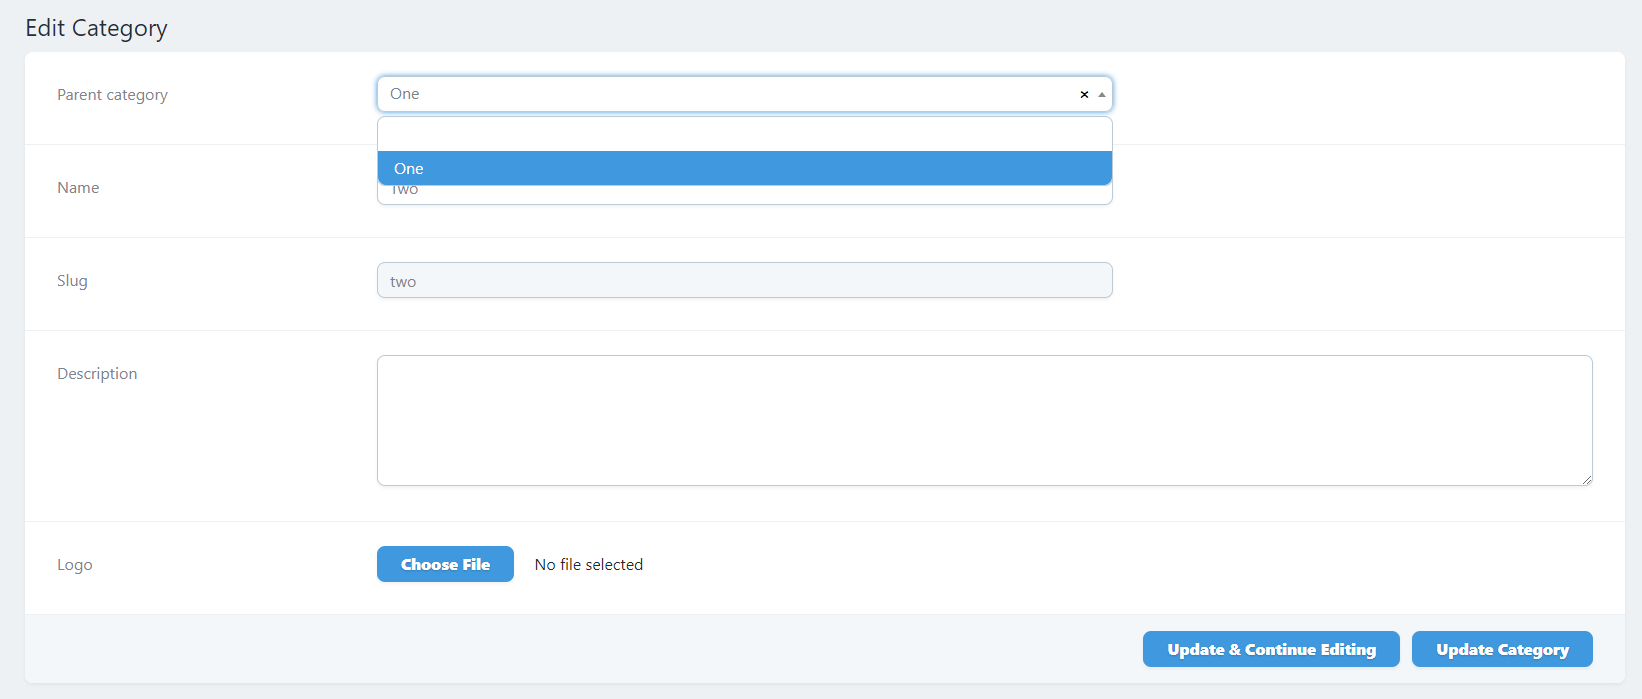 Edit Category
Parent category
One ×
One
Name
Two
Slug
two
Description
Logo
Choose File No file selected
Update & Continue Editing Update Category